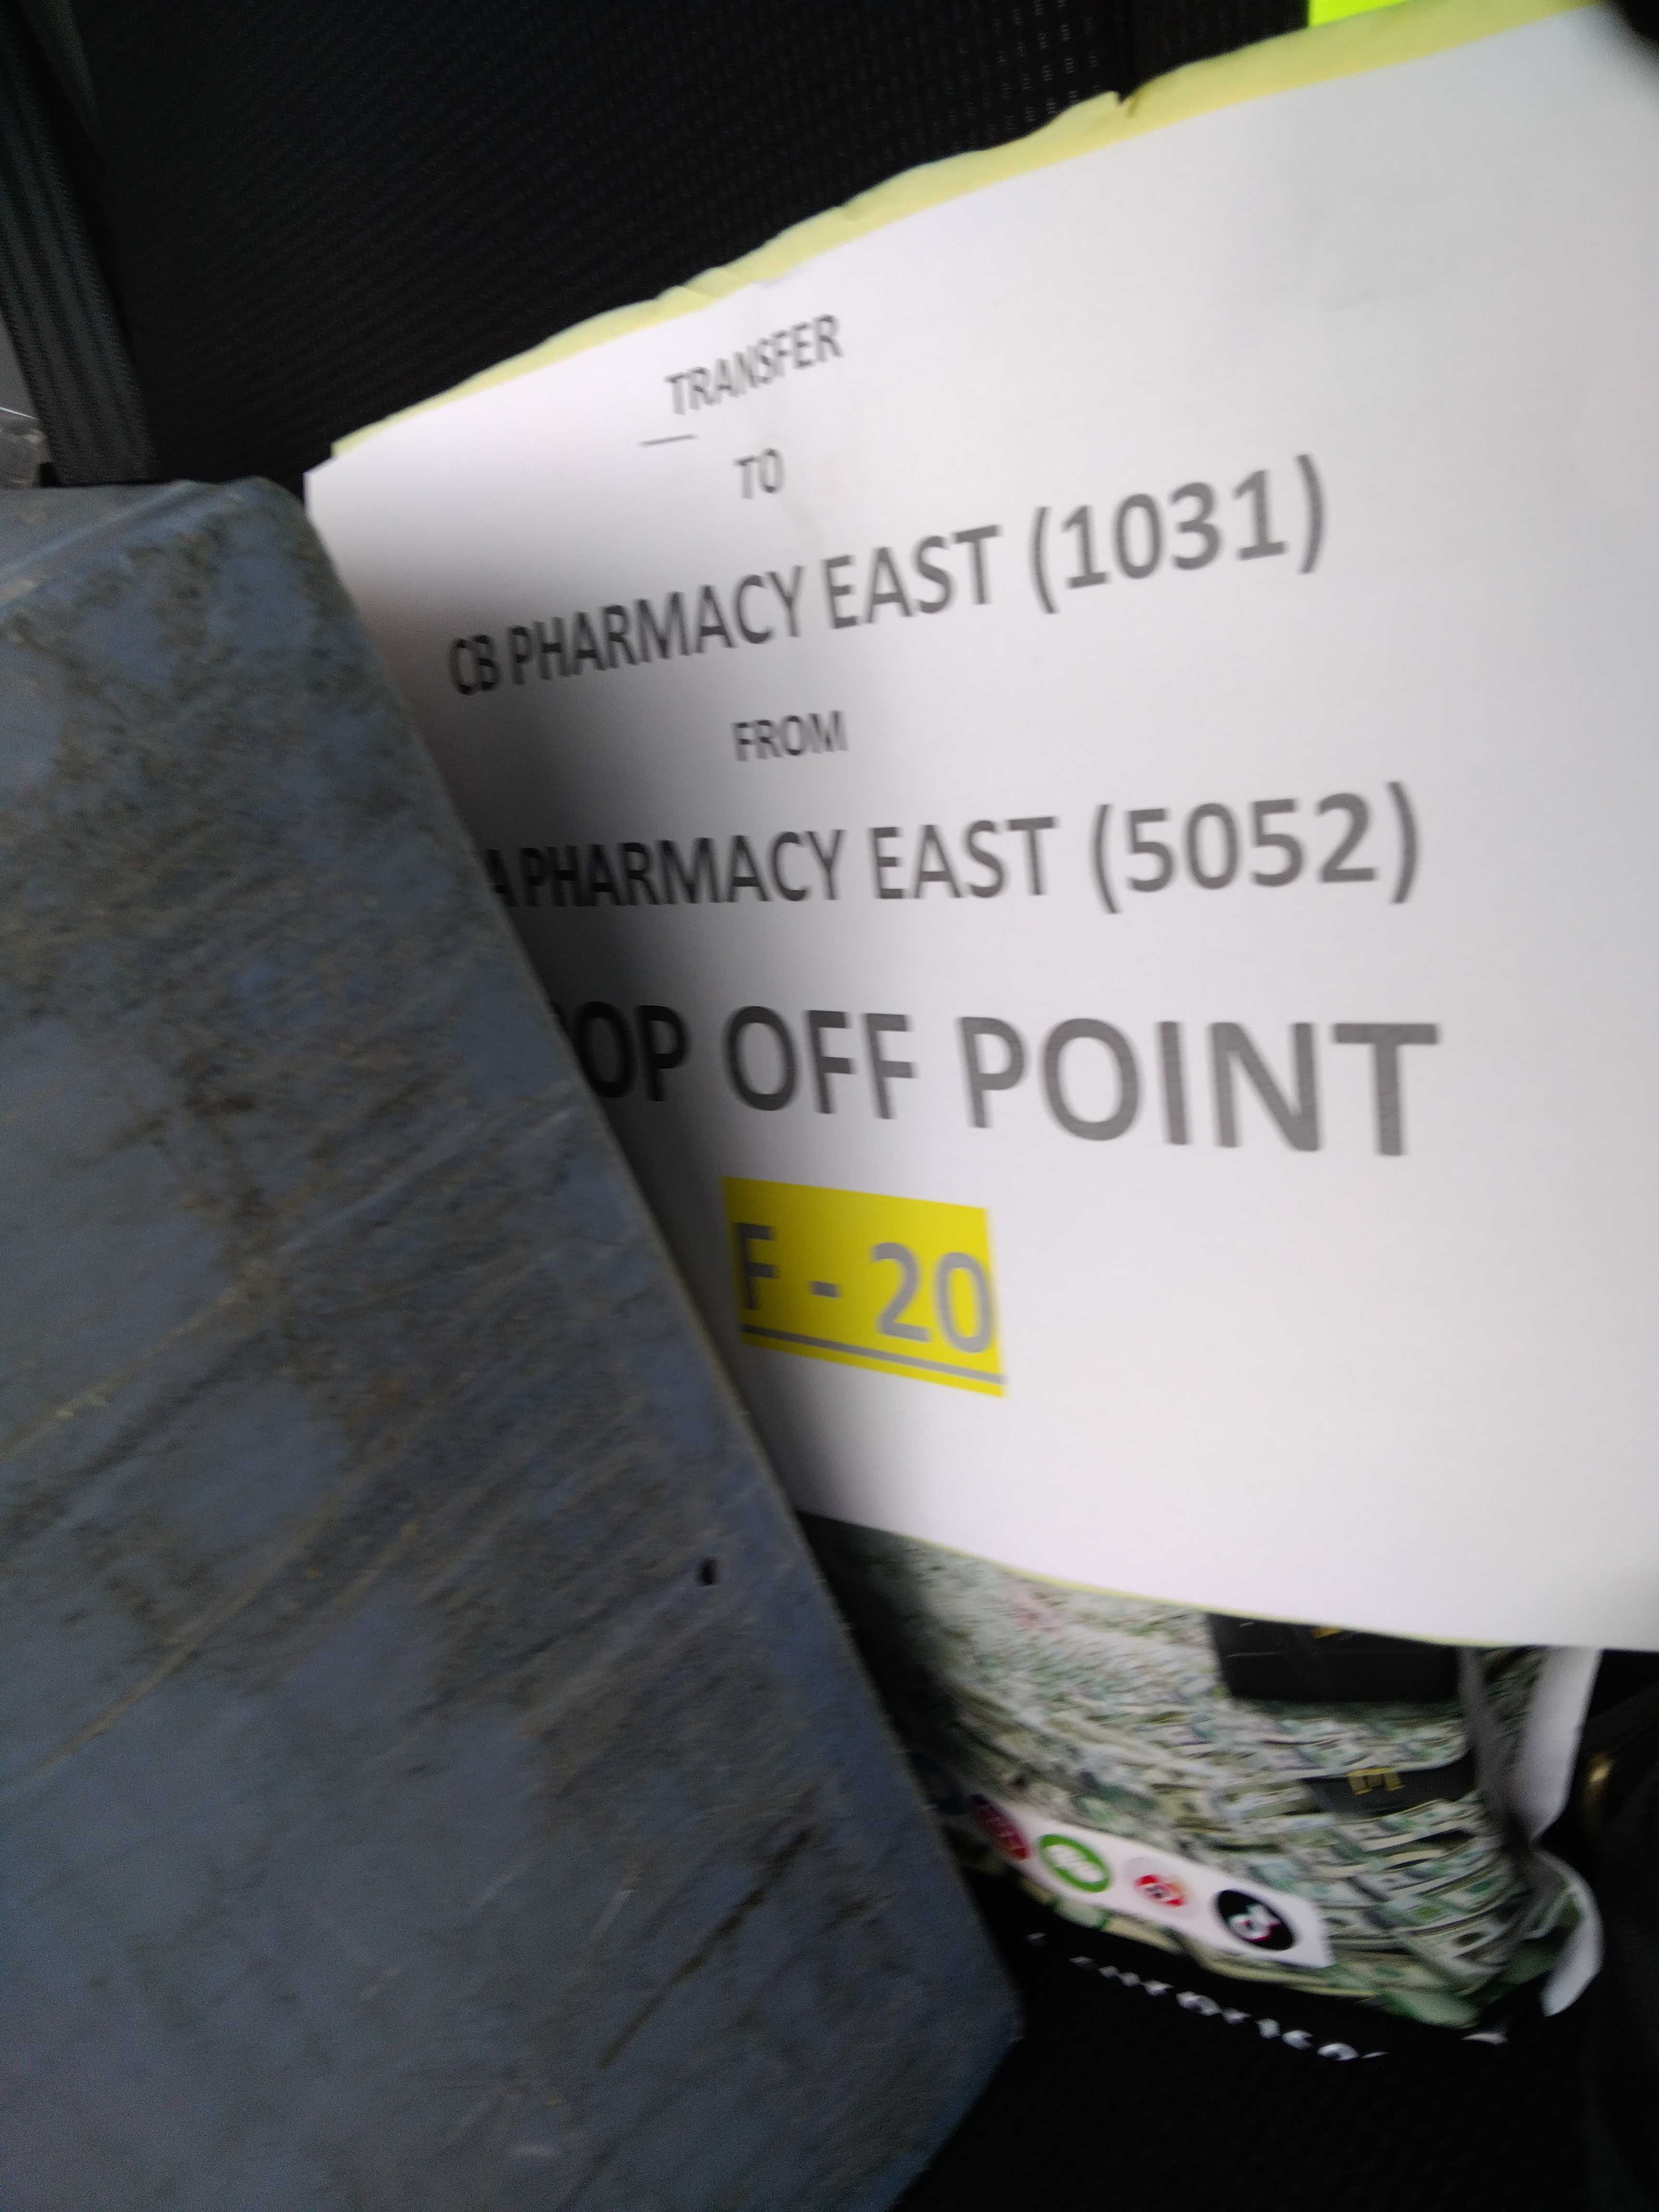 TRANSFER
TO
CB PHARMACY EAST (1031)
FROM
A PHARMACY EAST (5052)
OP OFF POINT
F - 20